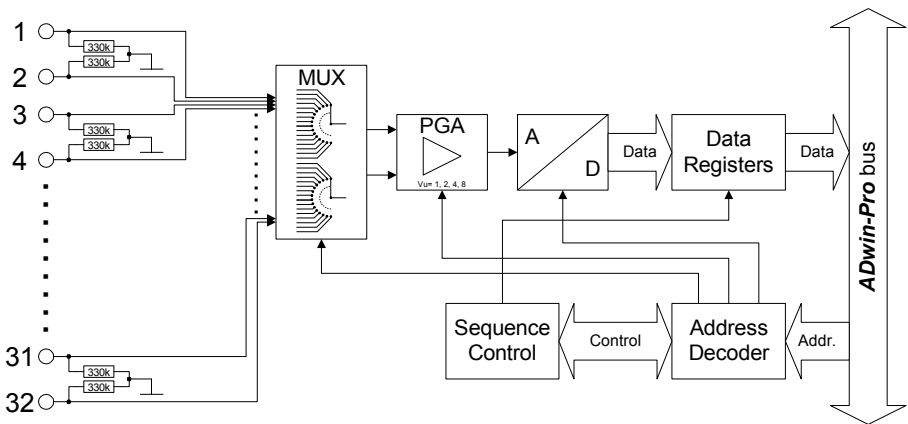 1
330k
330k
2
3
330k
330k
4
31
330k
330k
32
MUX
PGA
Vu= 1, 2, 4, 8
A
D
Data
Data
Registers
Data
Sequence
Control
Control
Address
Decoder
Addr.
ADwin-Pro bus